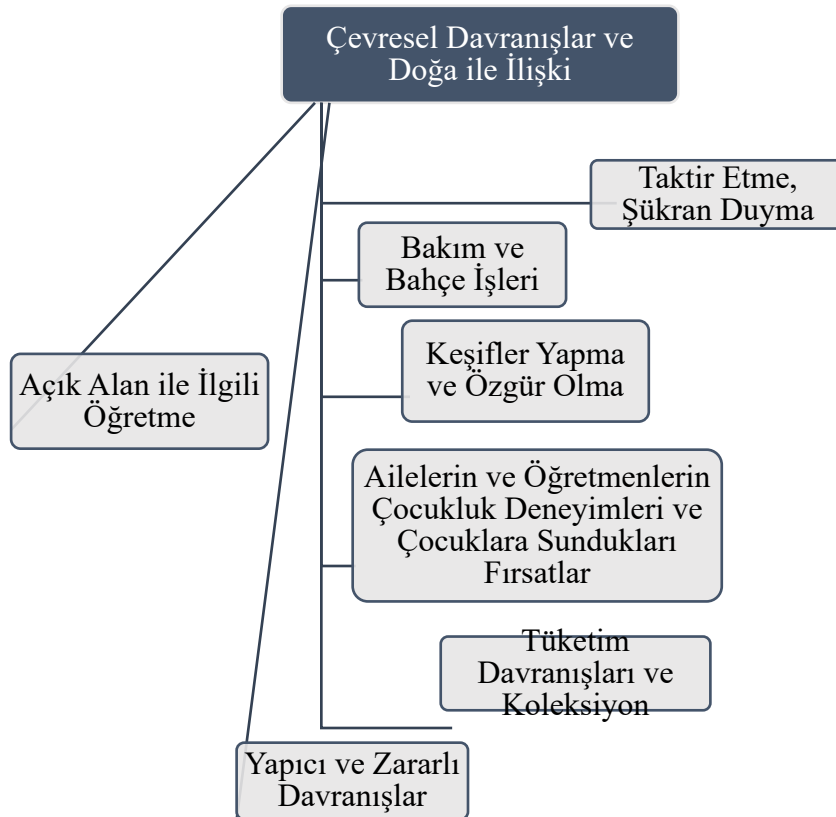 Çevresel Davranışlar ve
Doğa ile İlişki
Taktir Etme,
Şükran Duyma
Bakım ve
Bahçe İşleri
Keşifler Yapma
ve Özgür Olma
Açık Alan ile İlgili
Öğretme
Ailelerin ve Öğretmenlerin
Çocukluk Deneyimleri ve
Çocuklara Sundukları
Fırsatlar
Tüketim
Davranışları ve
Koleksiyon
Yapıcı ve Zararlı
Davranışlar